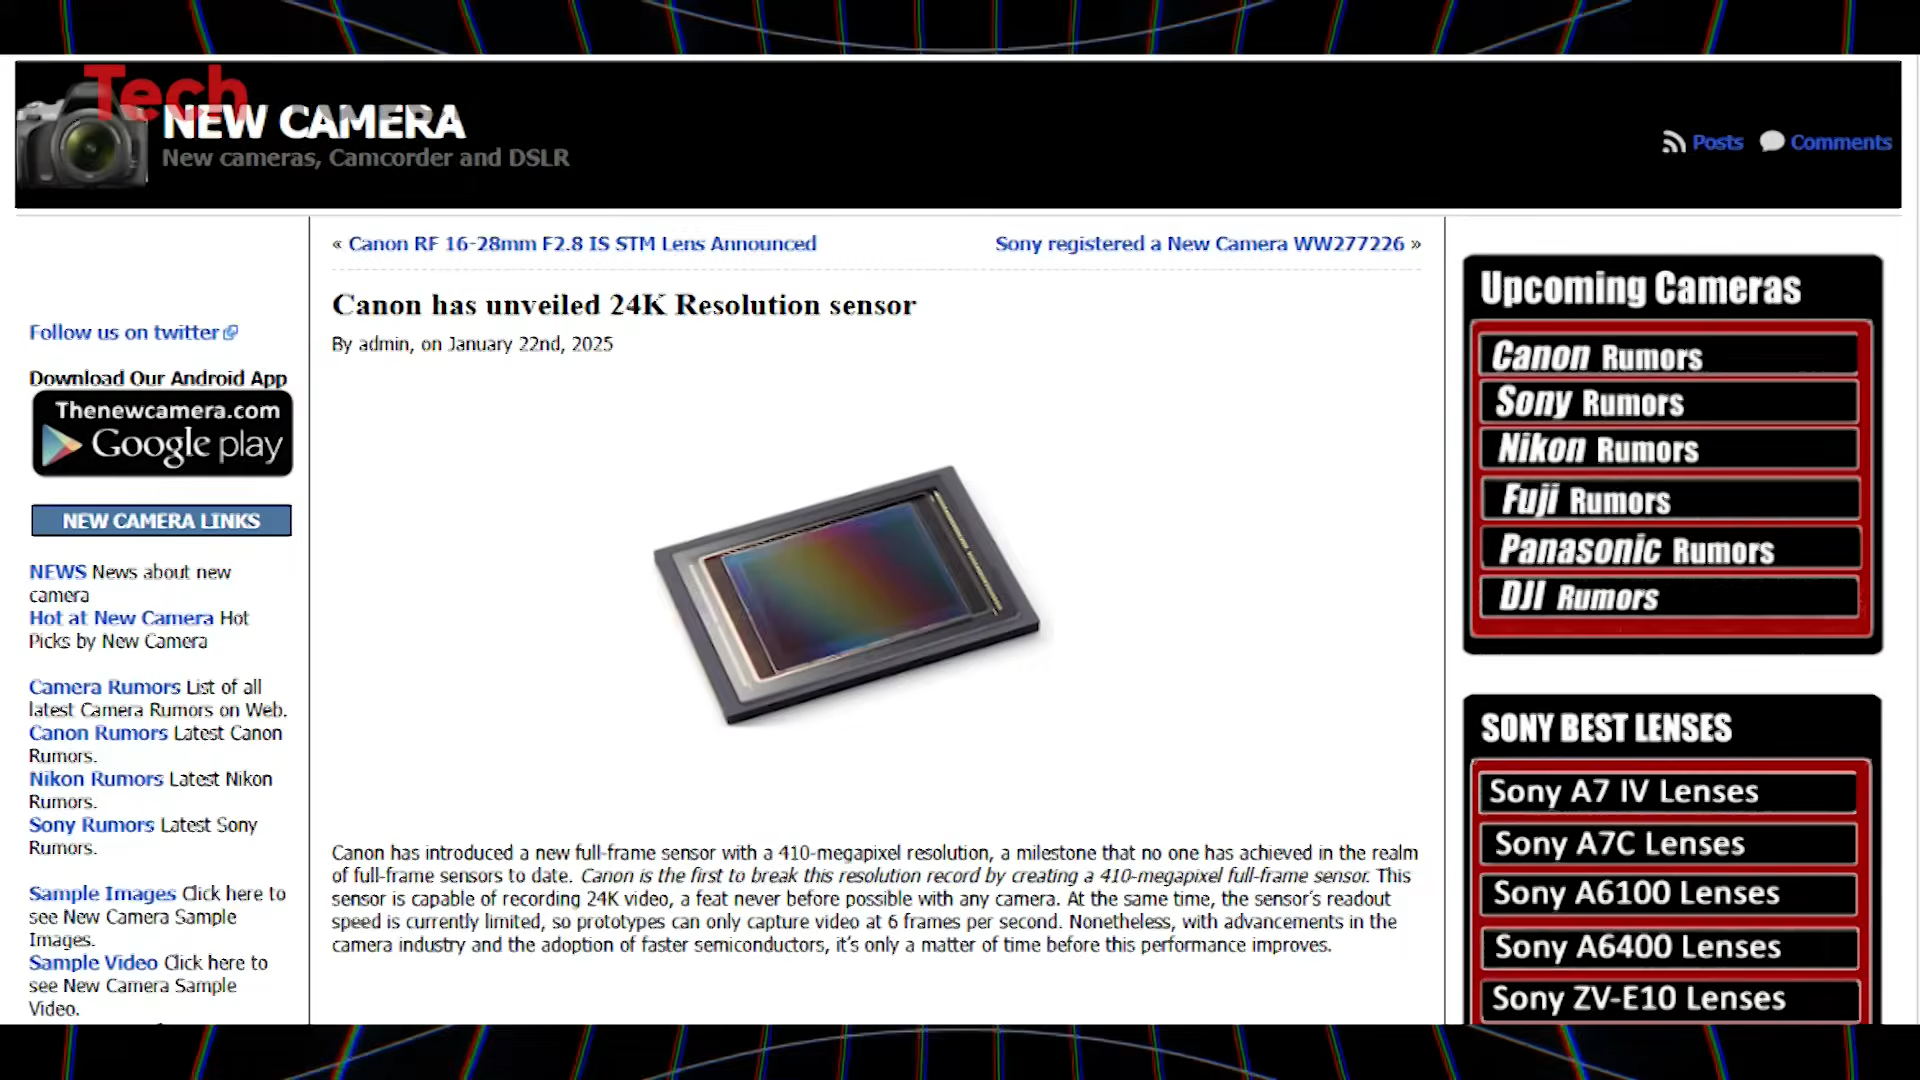 Tech
NEW CAMERA
New cameras, Camcorder and DSLR
Posts
Comments
Follow us on twitter
Download Our Android App
Thenewcamera.com
Google play
NEW CAMERA LINKS
NEWS News about new
camera
Hot at New Camera Hot
Picks by New Camera
Camera Rumors List of all
latest Camera Rumors on Web.
Canon Rumors Latest Canon
Rumors.
Nikon Rumors Latest Nikon
Rumors.
Sony Rumors Latest Sony
Rumors.
Sample Images Click here to
see New Camera Sample
Images.
Sample Video Click here to
see New Camera Sample
Video.
« Canon RF 16-28mm F2.8 IS STM Lens Announced
Sony registered a New Camera WW277226 »
Canon has unveiled 24K Resolution sensor
By admin, on January 22nd, 2025
Canon has introduced a new full-frame sensor with a 410-megapixel resolution, a milestone that no one has achieved in the realm
of full-frame sensors to date. Canon is the first to break this resolution record by creating a 410-megapixel full-frame sensor. This
sensor is capable of recording 24K video, a feat never before possible with any camera. At the same time, the sensor's readout
speed is currently limited, so prototypes can only capture video at 6 frames per second. Nonetheless, with advancements in the
camera industry and the adoption of faster semiconductors, it's only a matter of time before this performance improves.
Upcoming Cameras
Canon Rumors
Sony Rumors
Nikon Rumors
Fuji Rumors
Panasonic Rumors
DJI Rumors
SONY BEST LENSES
Sony A7 IV Lenses
Sony A7C Lenses
Sony A6100 Lenses
Sony A6400 Lenses
Sony ZV-E10 Lenses